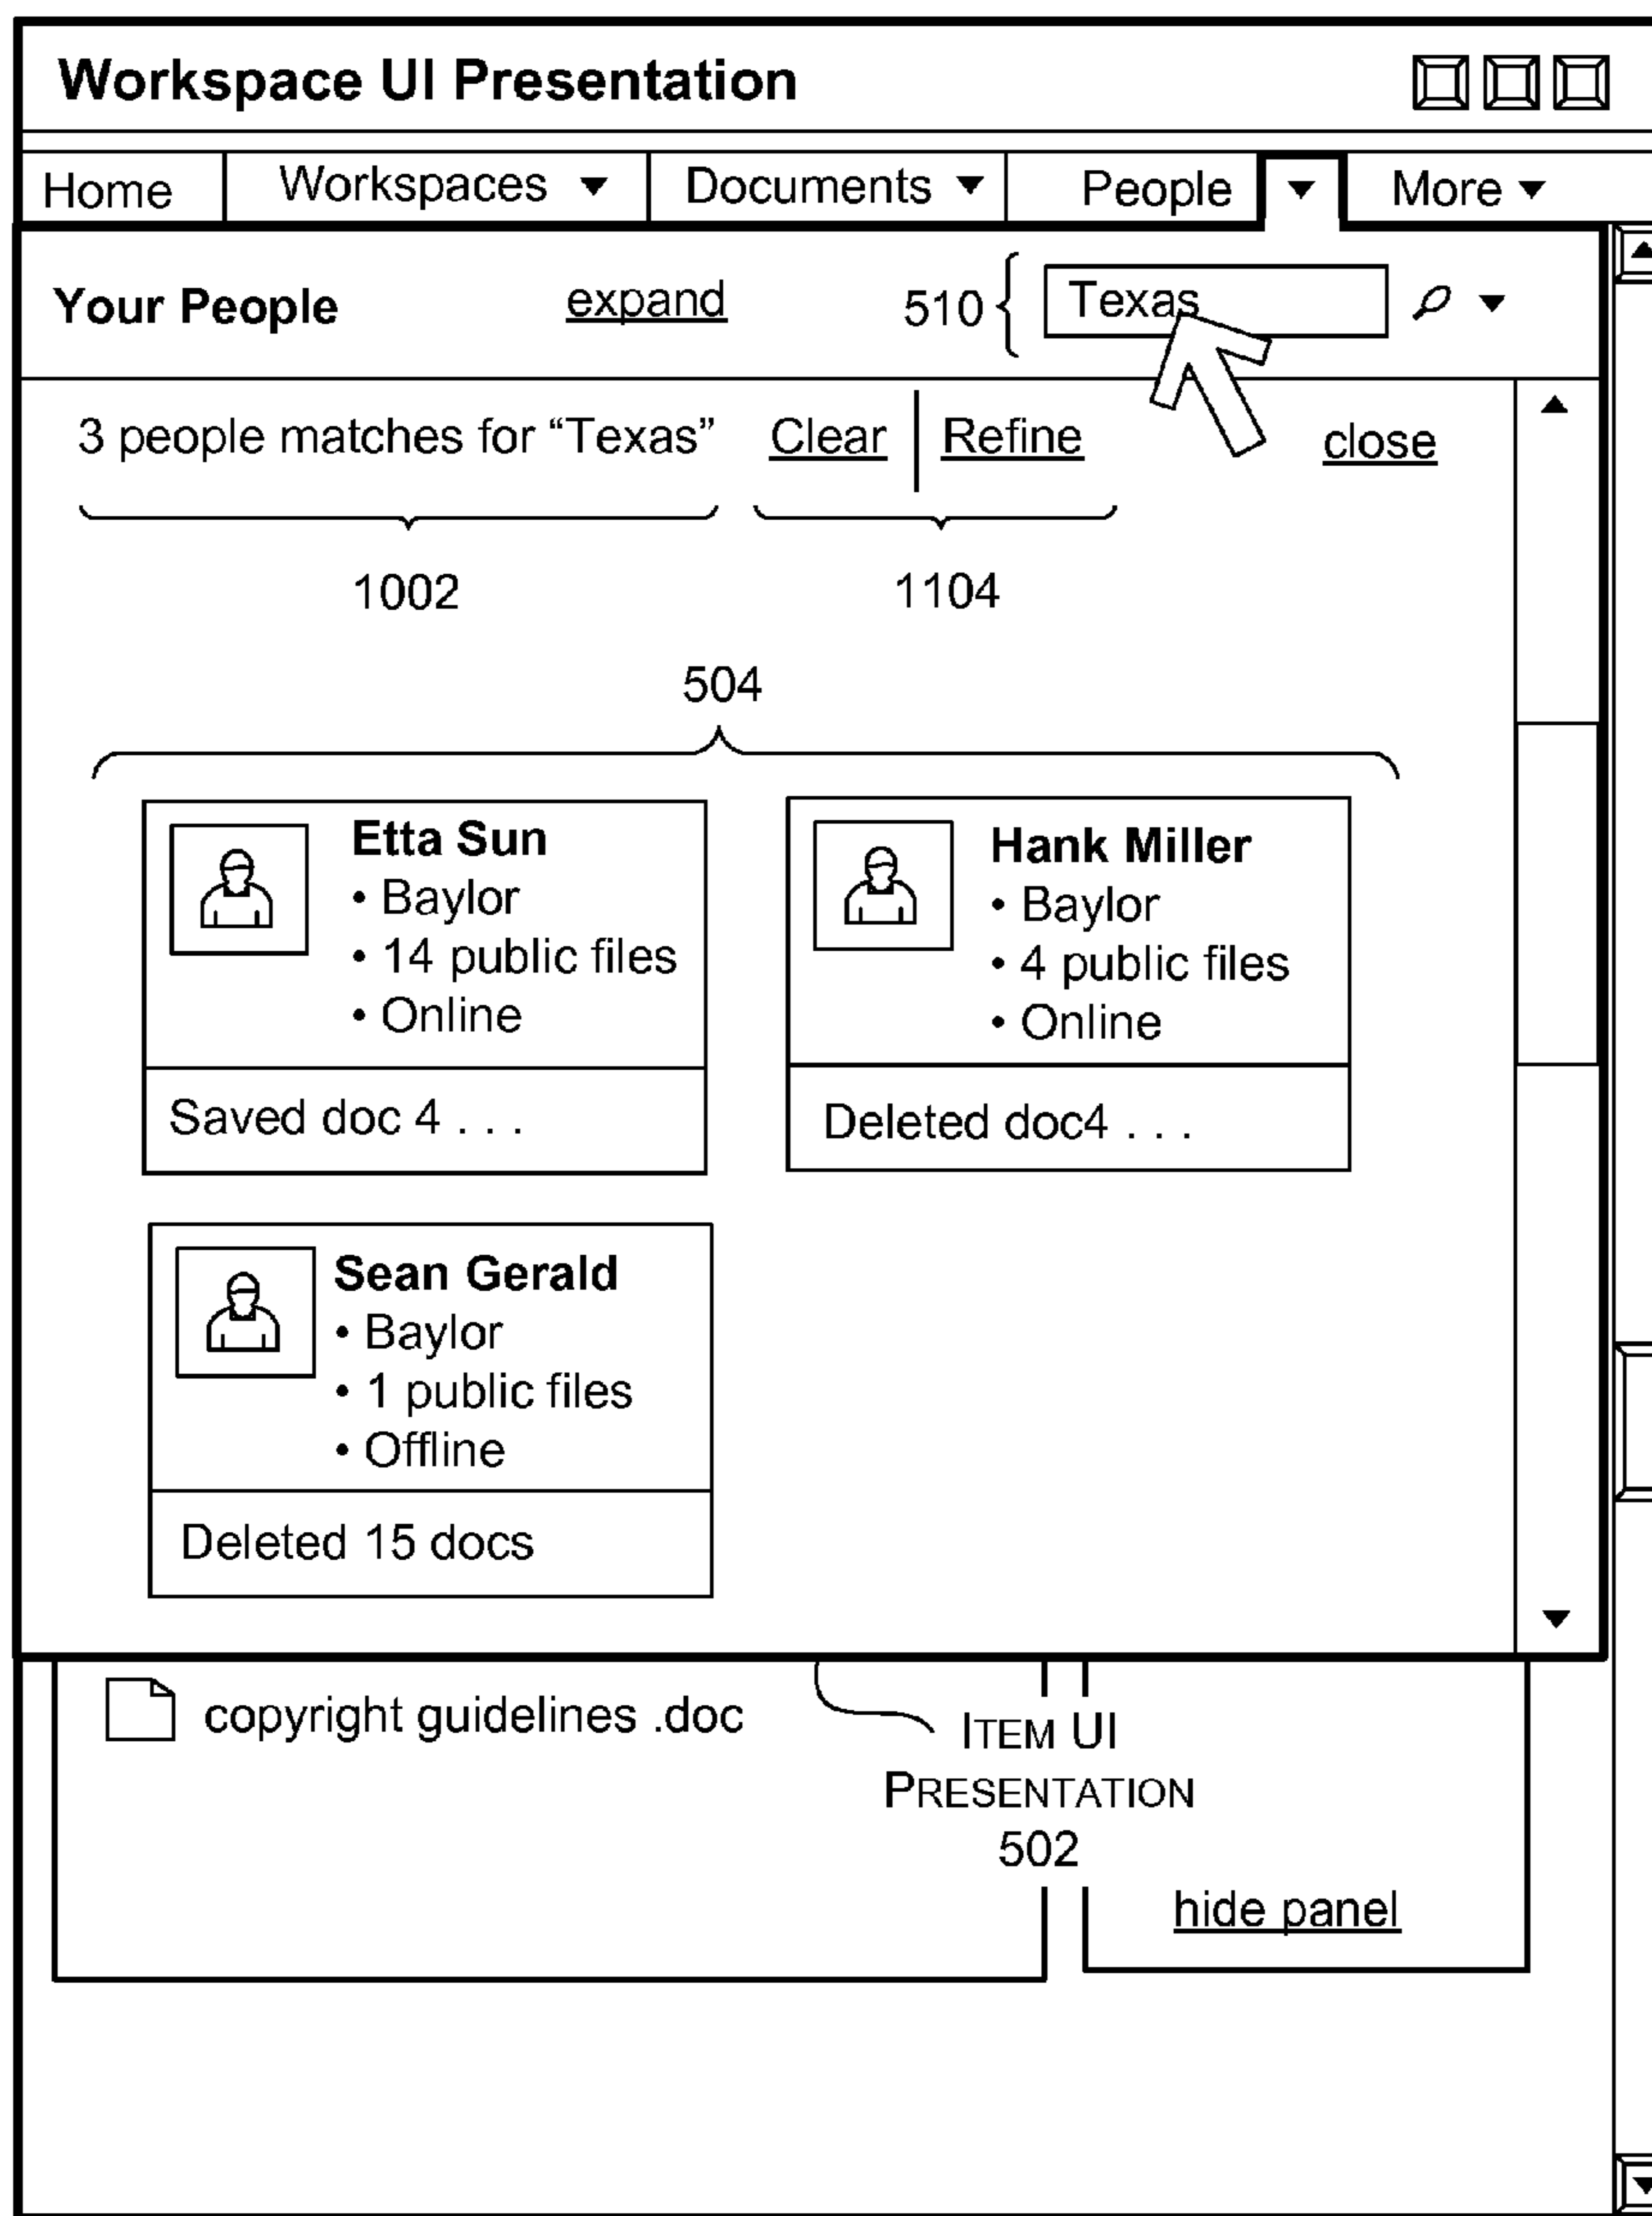 Workspace UI Presentation
Home Workspaces Documents People More
Your People expand 510 Texas
3 people matches for “Texas” Clear Refine close
1002 1104
504
Etta Sun
• Baylor
• 14 public files
• Online
Saved doc 4 . . .
Hank Miller
• Baylor
• 4 public files
• Online
Deleted doc4 . . .
Sean Gerald
• Baylor
• 1 public files
• Offline
Deleted 15 docs
copyright guidelines .doc
ITEM UI
PRESENTATION
502
hide panel